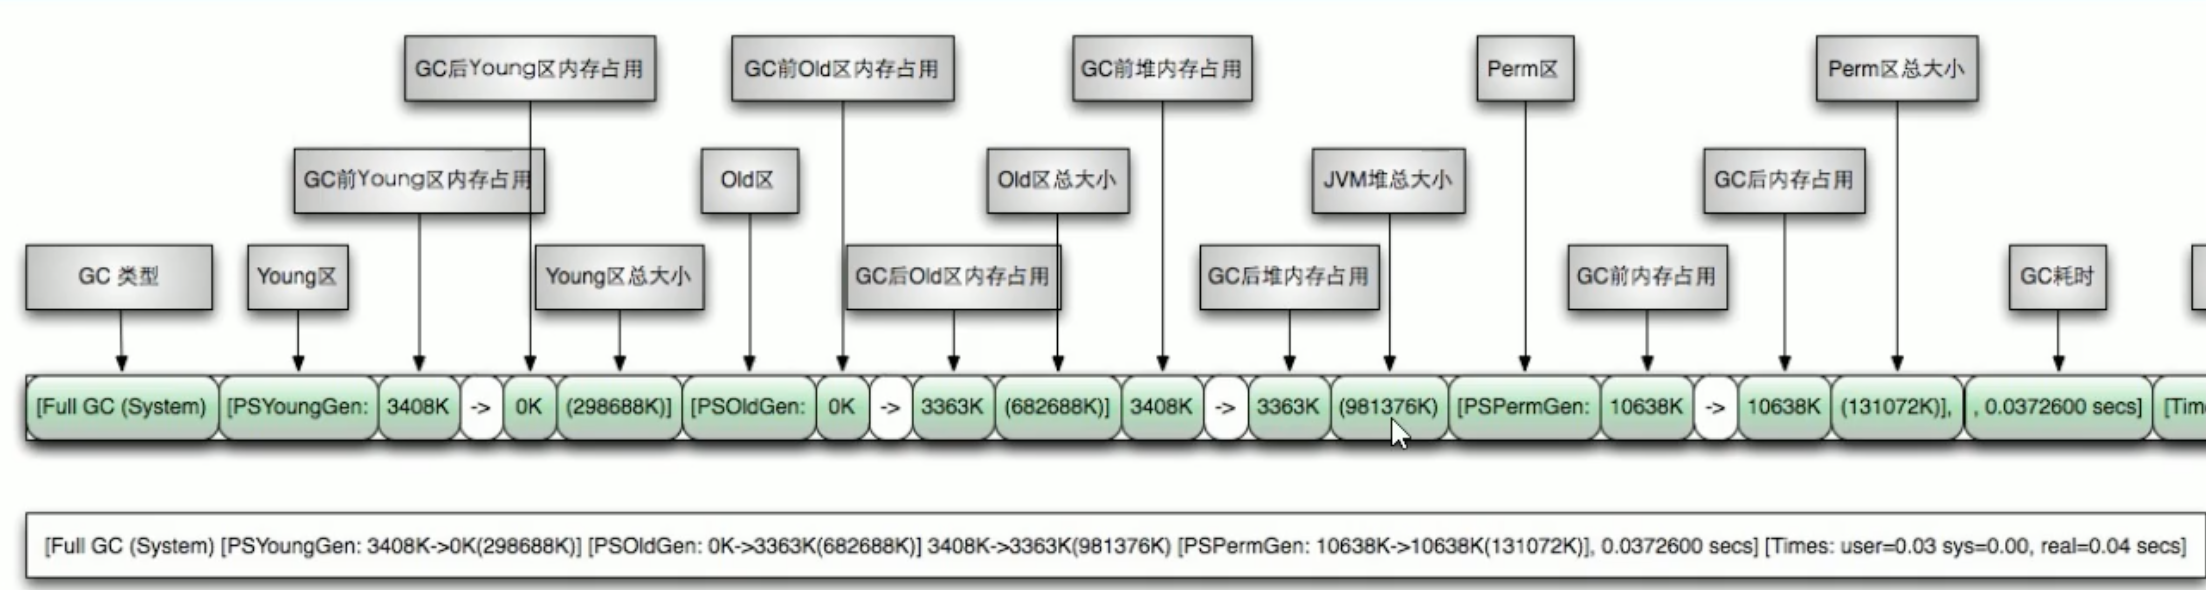 GC后Young区内存占用 GC前Old区内存占用 GC前堆内存占用 Perm区 Perm区总大小
GC前Young区内存占用 Old区 Old区总大小 JVM堆总大小 GC后内存占用
GC 类型 Young区 Young区总大小 GC后Old区内存占用 GC后堆内存占用 GC前内存占用 GC耗时
[Full GC (System) [PSYoungGen: 3408K -> 0K (298688K)] [PSOldGen: 0K -> 3363K (682688K)] 3408K -> 3363K (981376K) [PSPermGen: 10638K -> 10638K (131072K)], , 0.0372600 secs] [Tim
[Full GC (System) [PSYoungGen: 3408K->0K(298688K)] [PSOldGen: 0K->3363K(682688K)] 3408K->3363K(981376K) [PSPermGen: 10638K->10638K(131072K)], 0.0372600 secs] [Times: user=0.03 sys=0.00, real=0.04 secs]